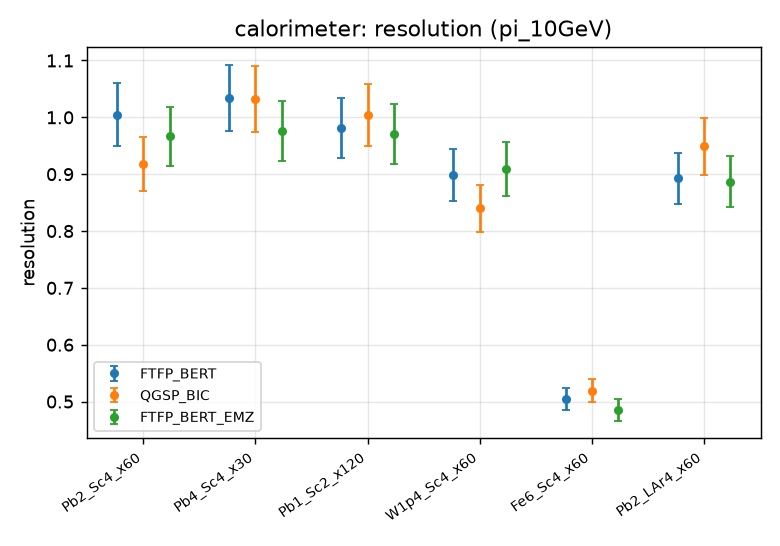 calorimeter: resolution (pi_10GeV)
resolution
1.1
1.0
0.9
0.8
0.7
0.6
0.5
FTFP_BERT
QGSP_BIC
FTFP_BERT_EMZ
Pb2_Sc4_x60
Pb4_Sc4_x30
Pb1_Sc2_x120
W1p4_Sc4_x60
Fe6_Sc4_x60
Pb2_LAr4_x60